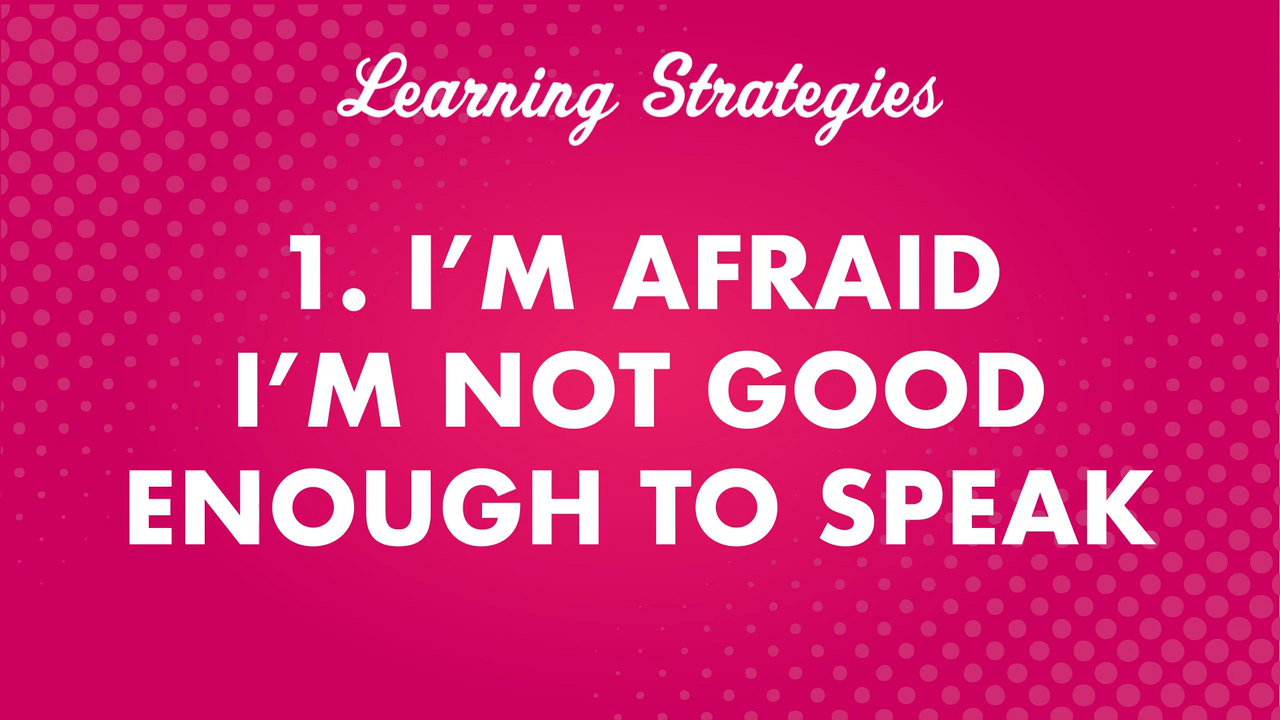 Learning Strategies
1. I’M AFRAID
I’M NOT GOOD
ENOUGH TO SPEAK